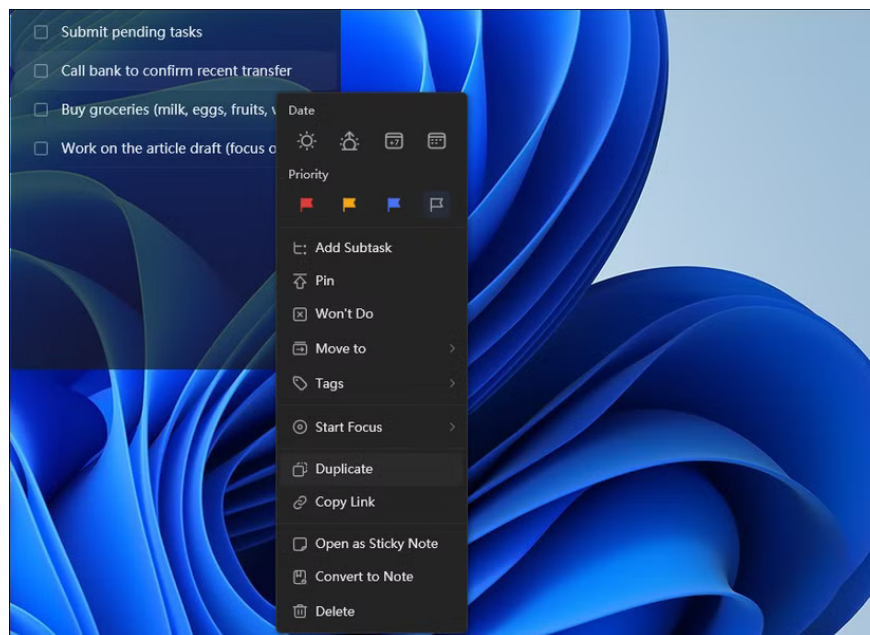 Submit pending tasks
Call bank to confirm recent transfer
Buy groceries (milk, eggs, fruits,
Work on the article draft (focus
Date
+7
Priority
Add Subtask
Pin
Won't Do
Move to
Tags
Start Focus
Duplicate
Copy Link
Open as Sticky Note
Convert to Note
Delete